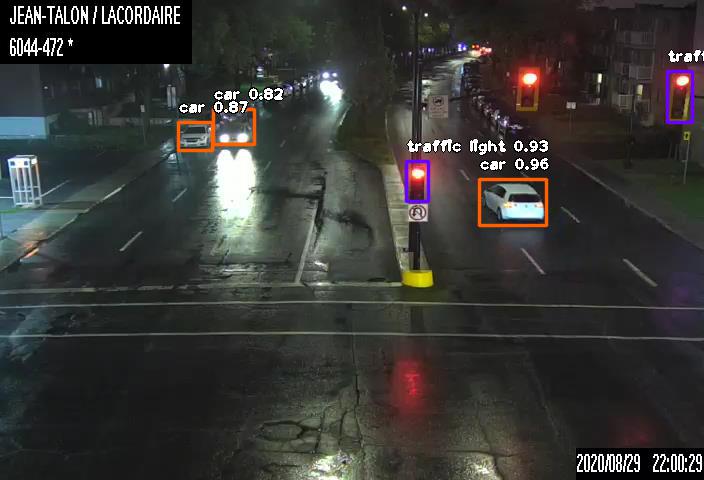 JEAN-TALON / LACORDAIRE
6044-472 *
traff
car 0.82
car 0.87
traffic light 0.93
car 0.96
2020/08/29 22:00:29